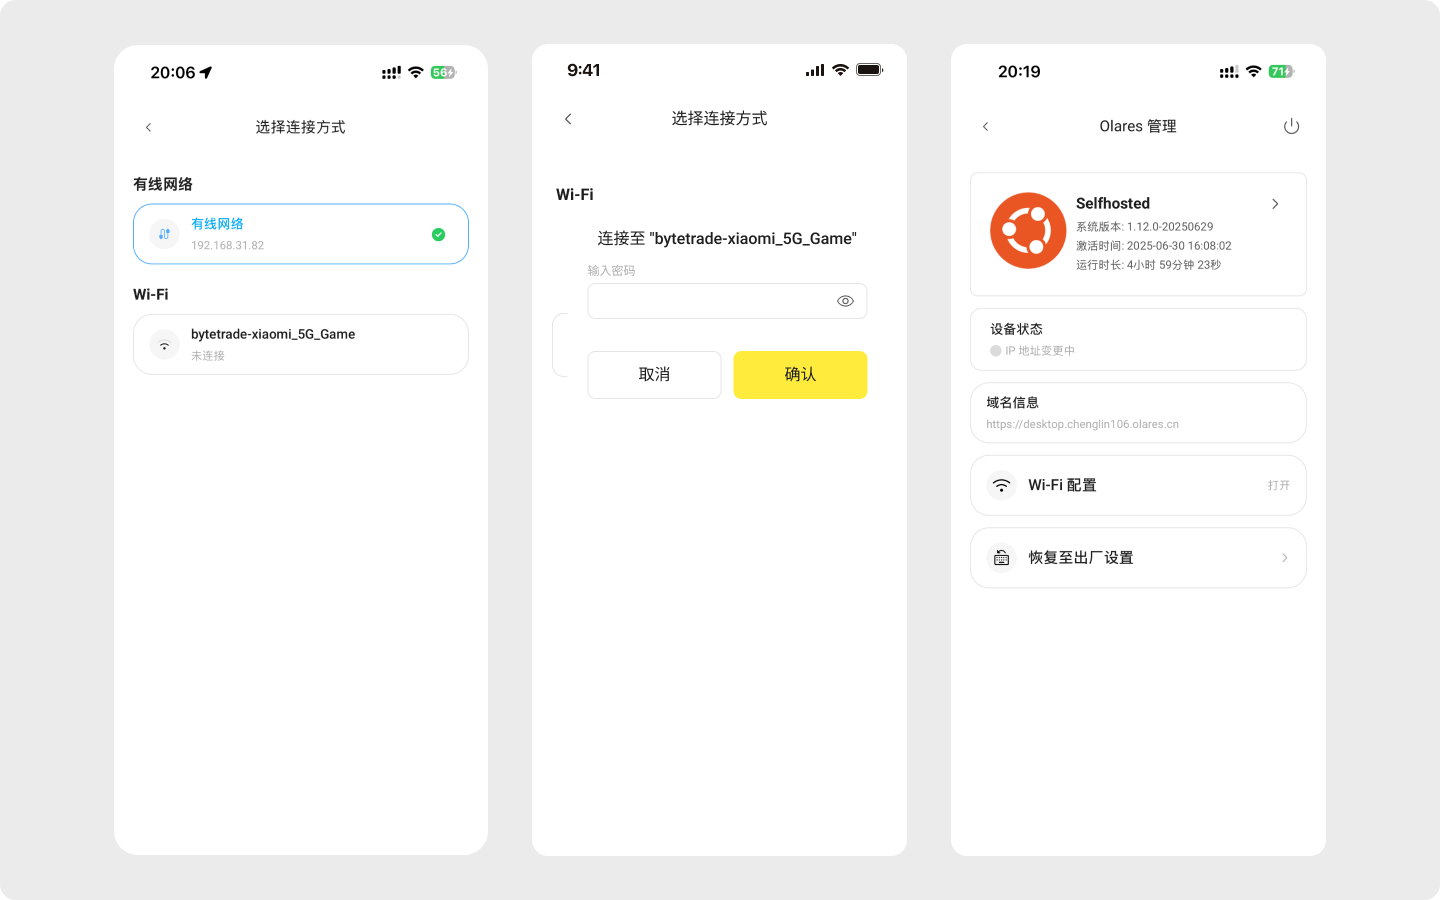 20:06
56
选择连接方式
有线网络
有线网络
192.168.31.82
Wi-Fi
bytetrade-xiaomi_5G_Game
未连接
9:41
选择连接方式
Wi-Fi
连接至 "bytetrade-xiaomi_5G_Game"
输入密码
取消
确认
20:19
71
Olares 管理
Selfhosted
系统版本: 1.12.0-20250629
激活时间: 2025-06-30 16:08:02
运行时长: 4小时 59分钟 23秒
设备状态
IP 地址变更中
域名信息
https://desktop.chenglin106.olares.cn
Wi-Fi 配置
打开
恢复至出厂设置